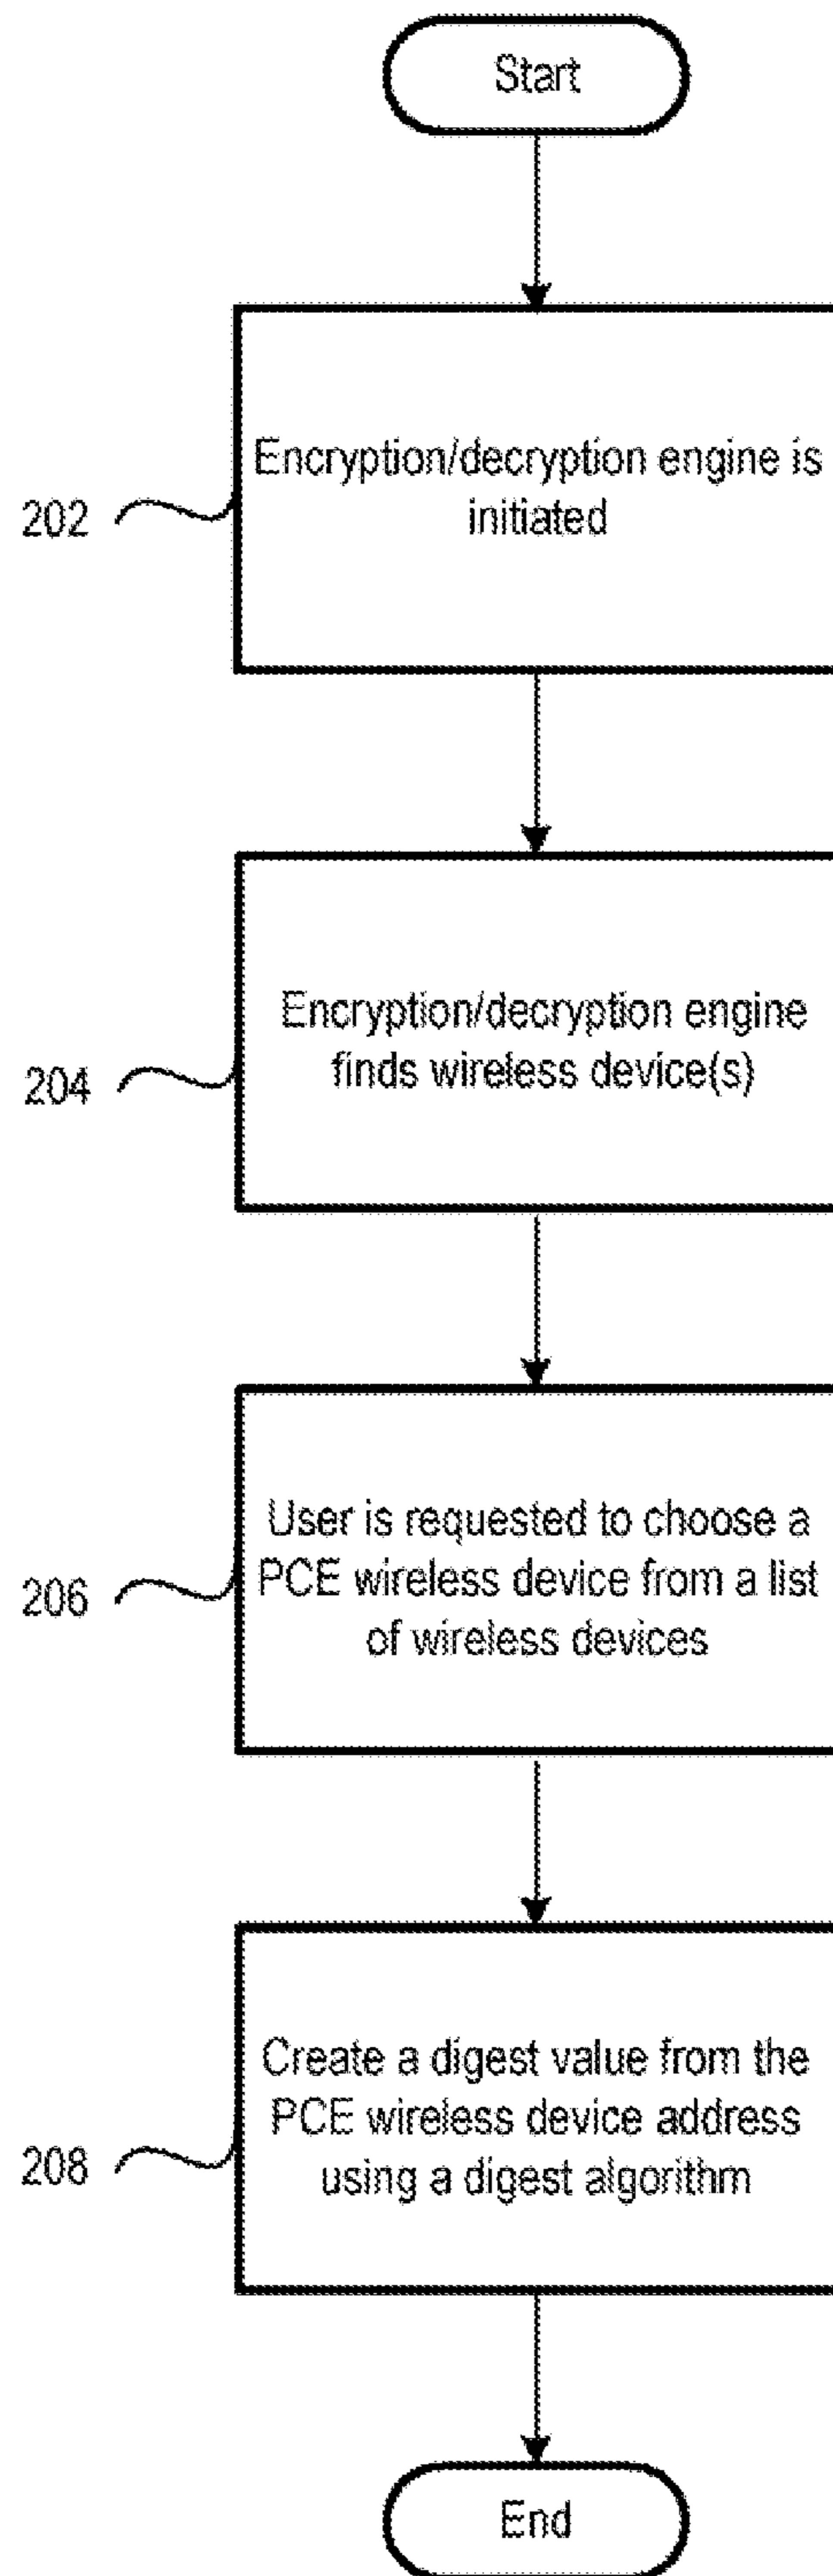 Start
Encryption/decryption engine is
initiated
202
Encryption/decryption engine
finds wireless device(s)
204
User is requested to choose a
PCE wireless device from a list
of wireless devices
206
Create a digest value from the
PCE wireless device address
using a digest algorithm
208
End